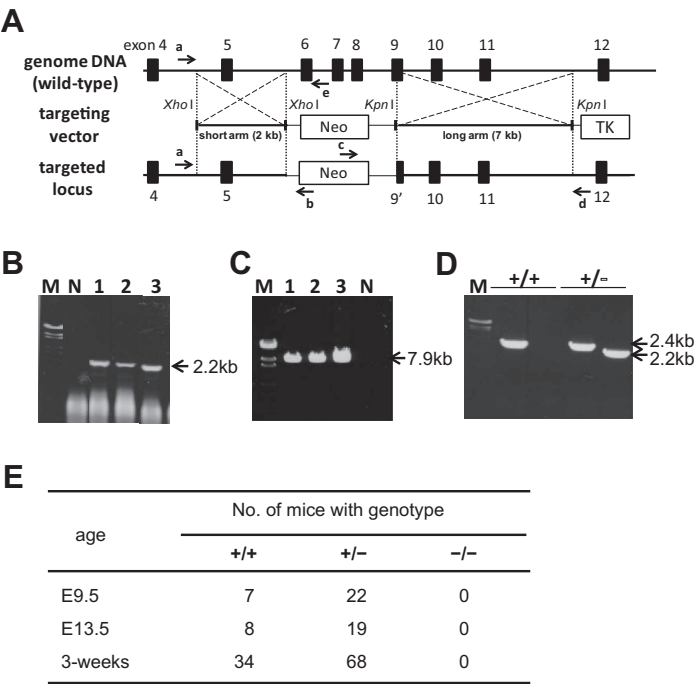 A
exon 4 a 5 6 7 8 9 10 11 12
genome DNA
(wild-type)
e
Xho I Xho I Kpn I Kpn I
targeting
vector
short arm (2 kb) Neo long arm (7 kb) TK
targeted
locus
a c Neo
4 5 b 9′ 10 11 d 12
B
M N 1 2 3
2.2kb
C
M 1 2 3 N
7.9kb
D
M +/+ +/-
2.4kb
2.2kb
E
No. of mice with genotype
age
+/+ +/− −/−
E9.5 7 22 0
E13.5 8 19 0
3-weeks 34 68 0